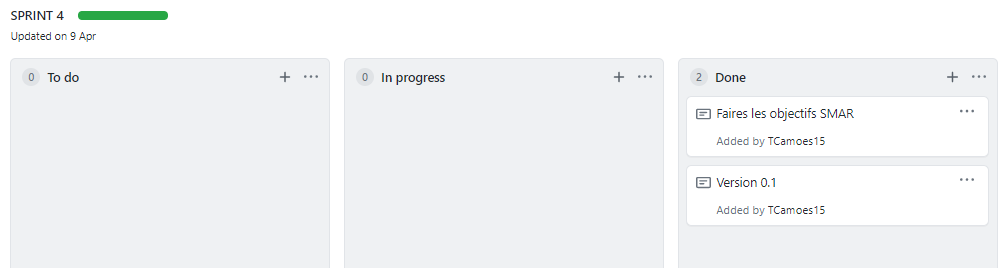 SPRINT 4
Updated on 9 Apr
0 To do
0 In progress
2 Done
Faires les objectifs SMAR
Added by TCamoes15
Version 0.1
Added by TCamoes15